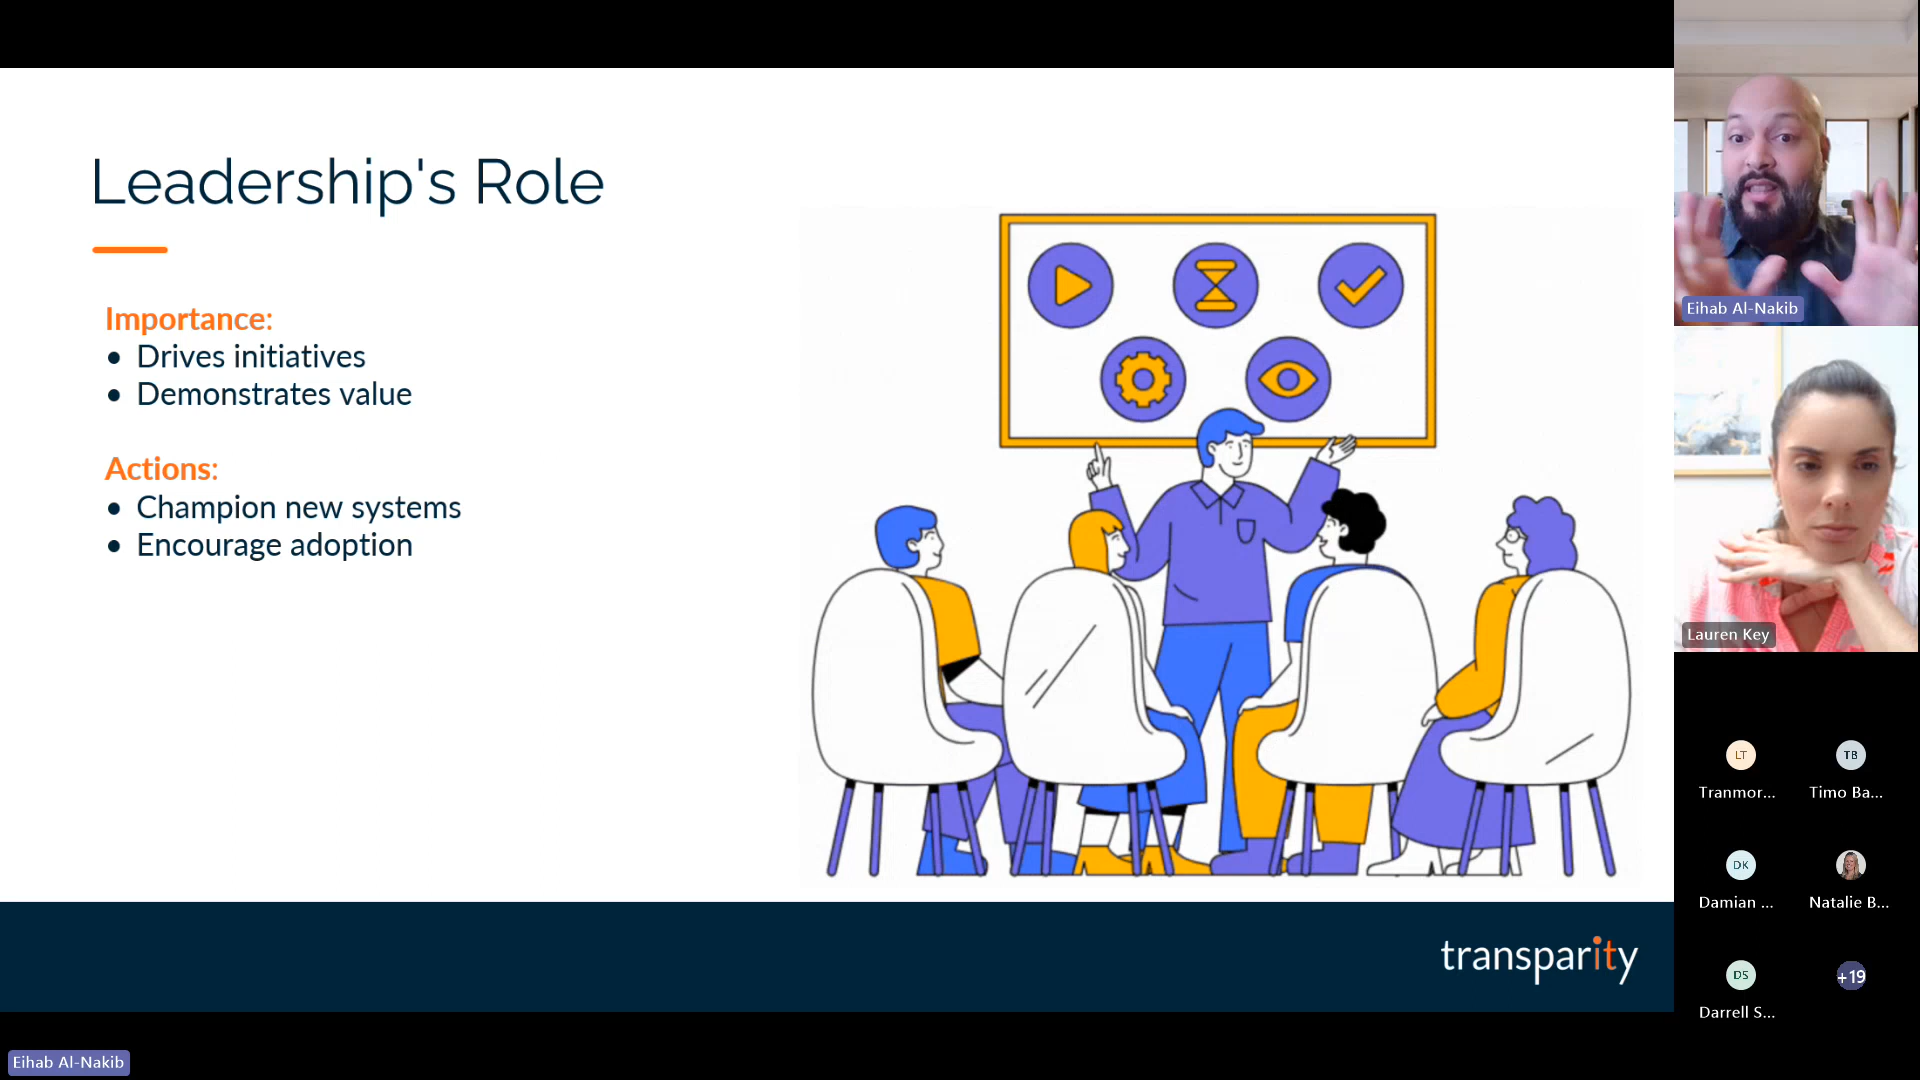 Leadership's Role
Importance:
• Drives initiatives
• Demonstrates value
Actions:
• Champion new systems
• Encourage adoption
transparity
Eihab Al-Nakib
Eihab Al-Nakib
Lauren Key
LT
TB
Tranmor...
Timo Ba...
DK
Damian ...
Natalie B...
DS
+19
Darrell S...